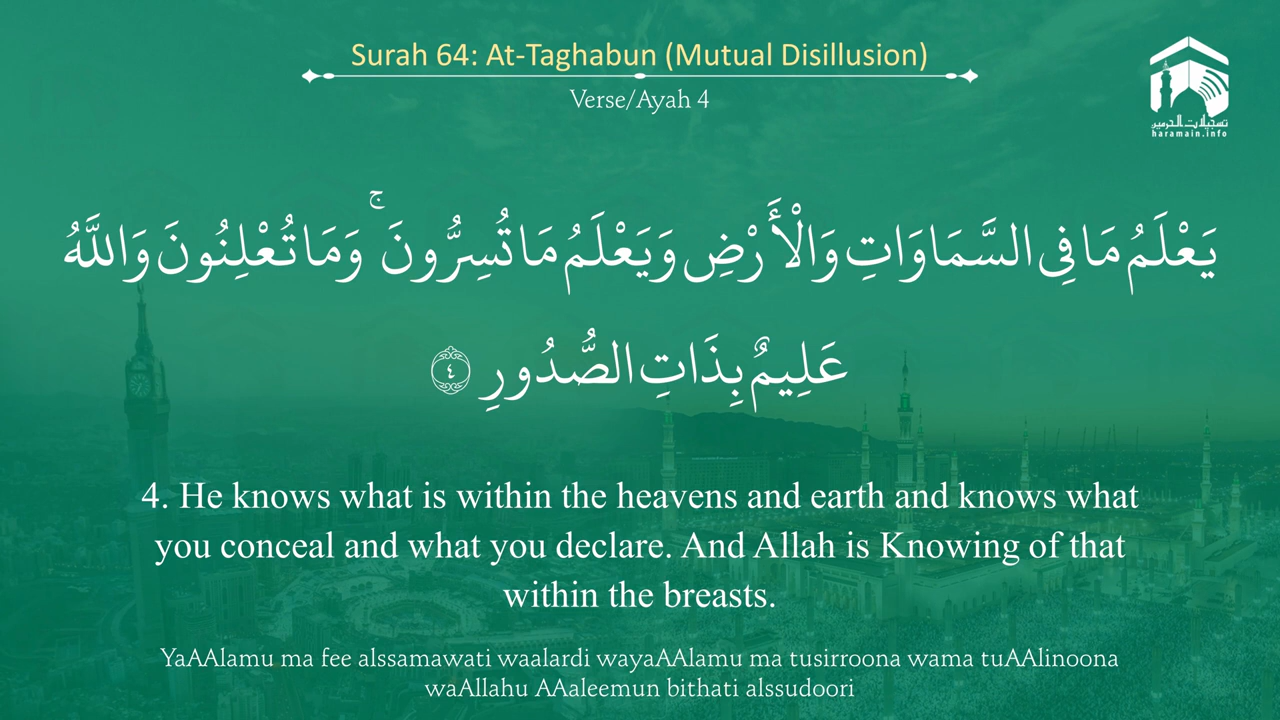 Surah 64: At-Taghabun (Mutual Disillusion)
Verse/Ayah 4
تسجيلات الحرمين
haramain.info
يَعْلَمُ مَا فِي السَّمَاوَاتِ وَالْأَرْضِ وَيَعْلَمُ مَا تُسِرُّونَ ۚ وَمَا تُعْلِنُونَ وَاللَّهُ
عَلِيمٌ بِذَاتِ الصُّدُورِ ٤
4. He knows what is within the heavens and earth and knows what
you conceal and what you declare. And Allah is Knowing of that
within the breasts.
YaAAlamu ma fee alssamawati waalardi wayaAAlamu ma tusirroona wama tuAAlinoona
waAllahu AAaleemun bithati alssudoori